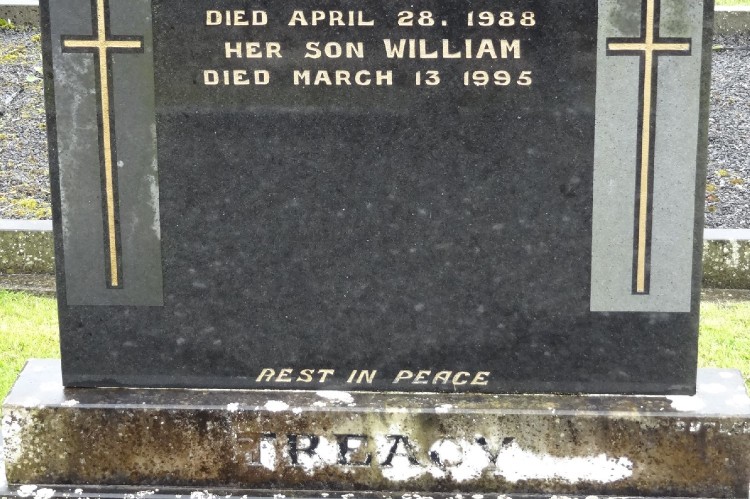 DIED APRIL 28. 1988
HER SON WILLIAM
DIED MARCH 13 1995
REST IN PEACE
TREACY